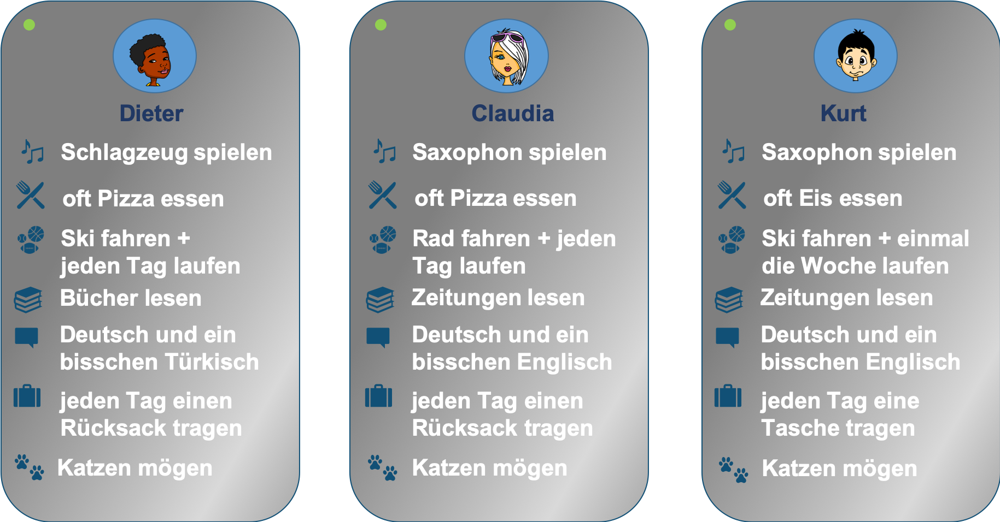 Dieter
Schlagzeug spielen
oft Pizza essen
Ski fahren +
jeden Tag laufen
Bücher lesen
Deutsch und ein
bisschen Türkisch
jeden Tag einen
Rücksack tragen
Katzen mögen
Claudia
Saxophon spielen
oft Pizza essen
Rad fahren + jeden
Tag laufen
Zeitungen lesen
Deutsch und ein
bisschen Englisch
jeden Tag einen
Rücksack tragen
Katzen mögen
Kurt
Saxophon spielen
oft Eis essen
Ski fahren + einmal
die Woche laufen
Zeitungen lesen
Deutsch und ein
bisschen Englisch
jeden Tag eine
Tasche tragen
Katzen mögen